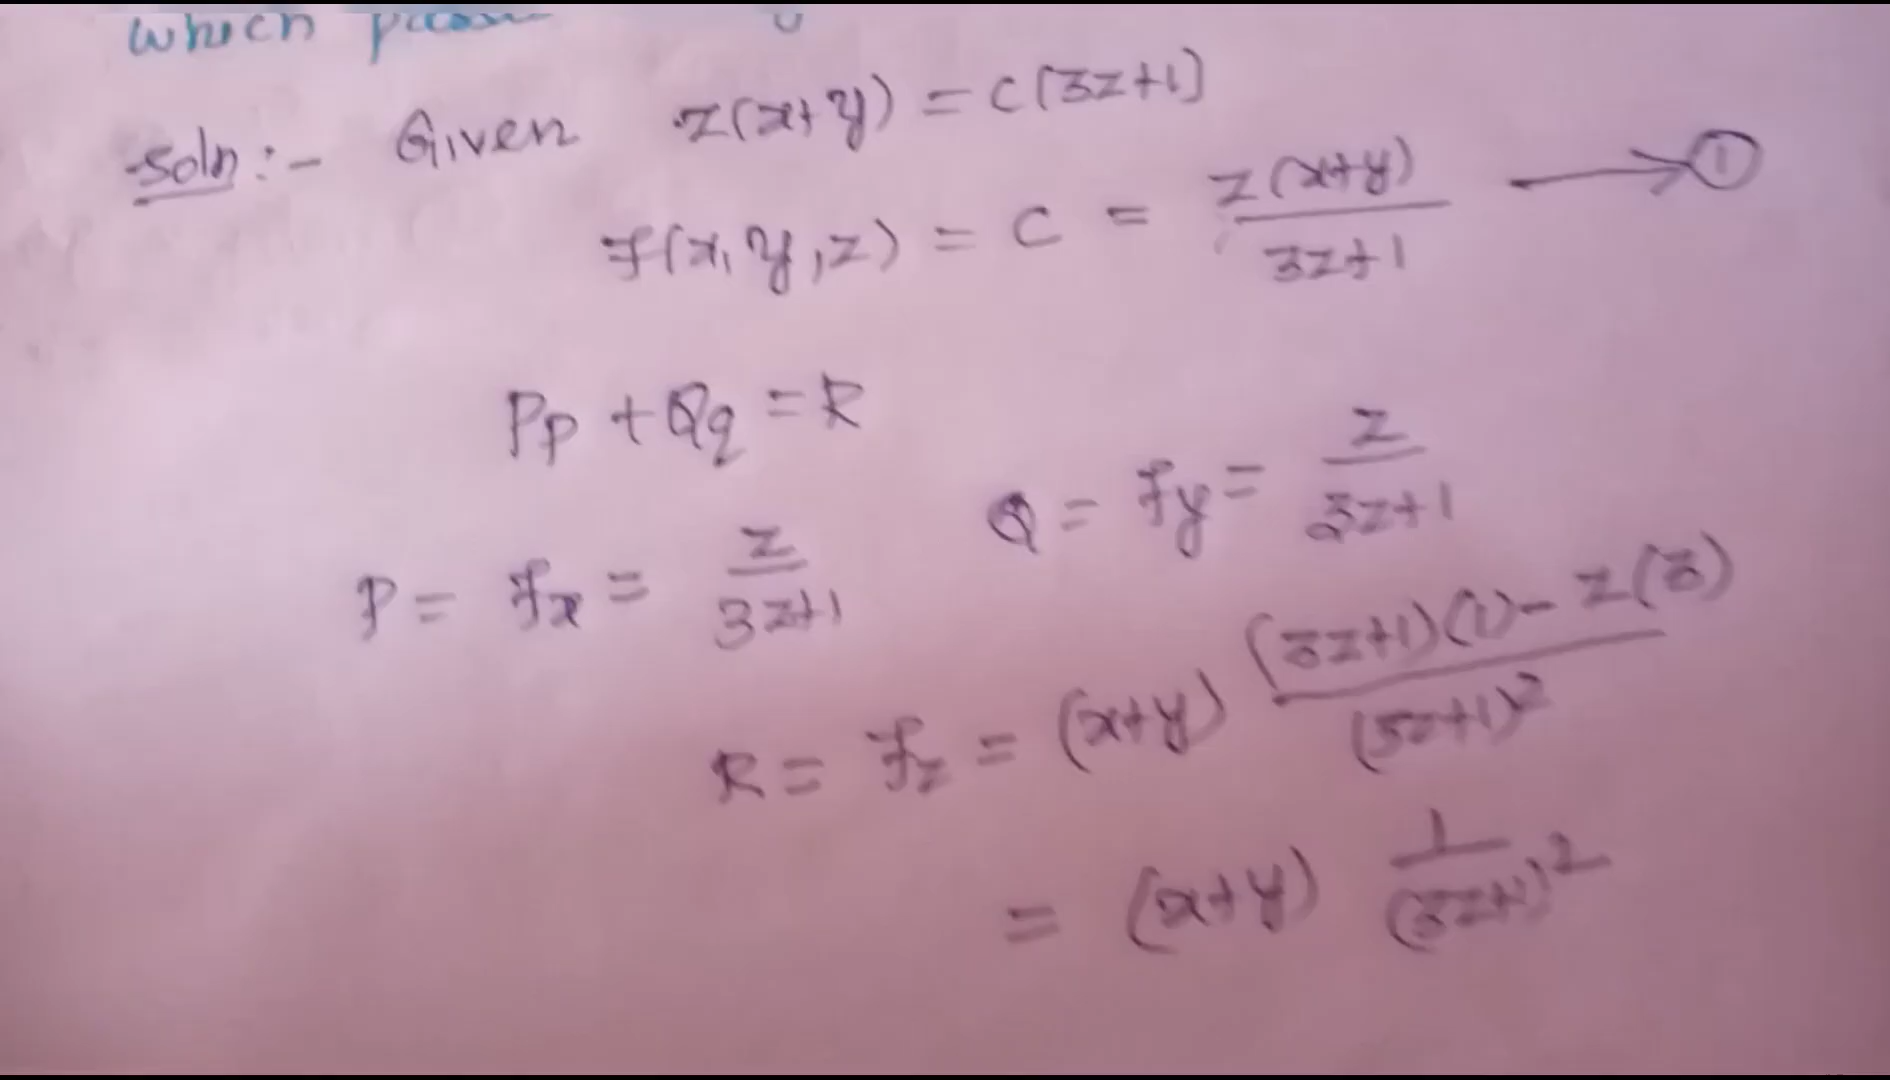 which
Soln :- Given z(x+y) = C(3z+1)
F(x, y, z) = C = z(x+y) / 3z+1 → ①
Pp + Qq = R
P = Fx = z / 3z+1 Q = Fy = z / 3z+1
R = Fz = (x+y) (3z+1)(1) - z(3) / (3z+1)²
= (x+y) 1 / (3z+1)²